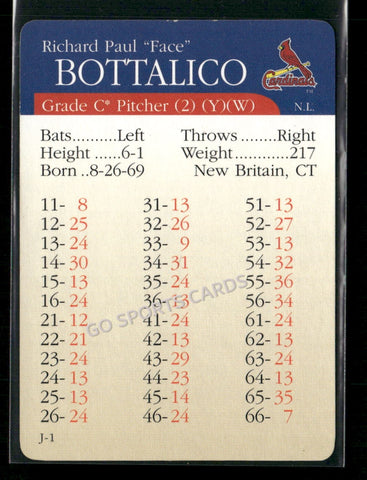 Richard Paul “Face”
BOTTALICO
Cardinals
Grade C* Pitcher (2) (Y)(W) N.L.
Bats..........Left Throws ..........Right
Height ......6-1 Weight............217
Born ..8-26-69 New Britain, CT
11- 8 31-13 51-13
12-25 32-26 52-27
13-24 33- 9 53-13
14-30 34-31 54-32
15-13 35-24 55-36
16-24 36-13 56-34
21-12 41-24 61-24
22-21 42-13 62-13
23-24 43-29 63-24
24-13 44-24 64-13
25-24 45-13 65-35
26-24 46-24 66- 7
J-1
GO SPORTS CARDS